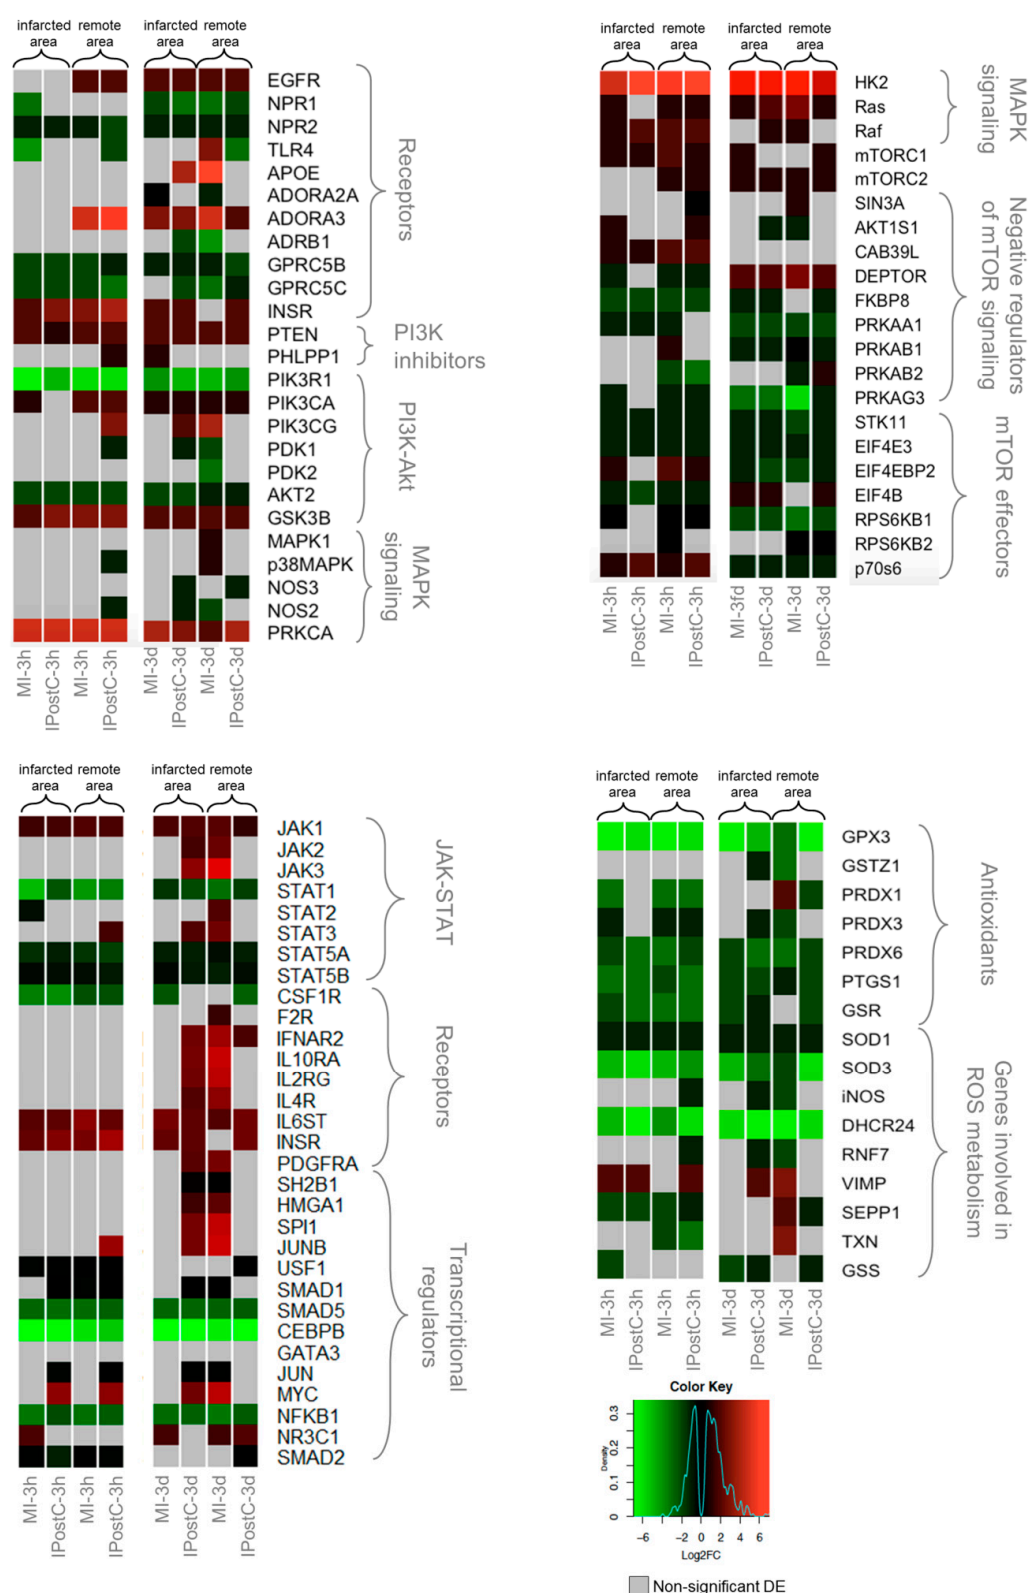 infarcted remote
area area
infarcted remote
area area
EGFR
NPR1
NPR2
TLR4
APOE
ADORA2A
ADORA3
ADRB1
GPRC5B
GPRC5C
INSR
PTEN
PHLPP1
PIK3R1
PIK3CA
PIK3CG
PDK1
PDK2
AKT2
GSK3B
MAPK1
p38MAPK
NOS3
NOS2
PRKCA
Receptors
PI3K
inhibitors
PI3K-Akt
MAPK
signaling
MI-3h
IPostC-3h
MI-3h
IPostC-3h
MI-3d
IPostC-3d
MI-3d
IPostC-3d
infarcted remote
area area
infarcted remote
area area
HK2
Ras
Raf
mTORC1
mTORC2
SIN3A
AKT1S1
CAB39L
DEPTOR
FKBP8
PRKAA1
PRKAB1
PRKAB2
PRKAG3
STK11
EIF4E3
EIF4EBP2
EIF4B
RPS6KB1
RPS6KB2
p70s6
MAPK
signaling
Negative regulators
of mTOR signaling
mTOR effectors
MI-3h
IPostC-3h
MI-3h
IPostC-3h
MI-3fd
IPostC-3d
MI-3d
IPostC-3d
infarcted remote
area area
infarcted remote
area area
JAK1
JAK2
JAK3
STAT1
STAT2
STAT3
STAT5A
STAT5B
CSF1R
F2R
IFNAR2
IL10RA
IL2RG
IL4R
IL6ST
INSR
PDGFRA
SH2B1
HMGA1
SPI1
JUNB
USF1
SMAD1
SMAD5
CEBPB
GATA3
JUN
MYC
NFKB1
NR3C1
SMAD2
JAK-STAT
Receptors
Transcriptional
regulators
MI-3h
IPostC-3h
MI-3h
IPostC-3h
MI-3d
IPostC-3d
MI-3d
IPostC-3d
infarcted remote
area area
infarcted remote
area area
GPX3
GSTZ1
PRDX1
PRDX3
PRDX6
PTGS1
GSR
SOD1
SOD3
iNOS
DHCR24
RNF7
VIMP
SEPP1
TXN
GSS
Antioxidants
Genes involved in
ROS metabolism
MI-3h
IPostC-3h
MI-3h
IPostC-3h
MI-3d
IPostC-3d
MI-3d
IPostC-3d
Color Key
Density
0 0.1 0.2 0.3
-6 -2 0 2 4 6
Log2FC
Non-significant DE